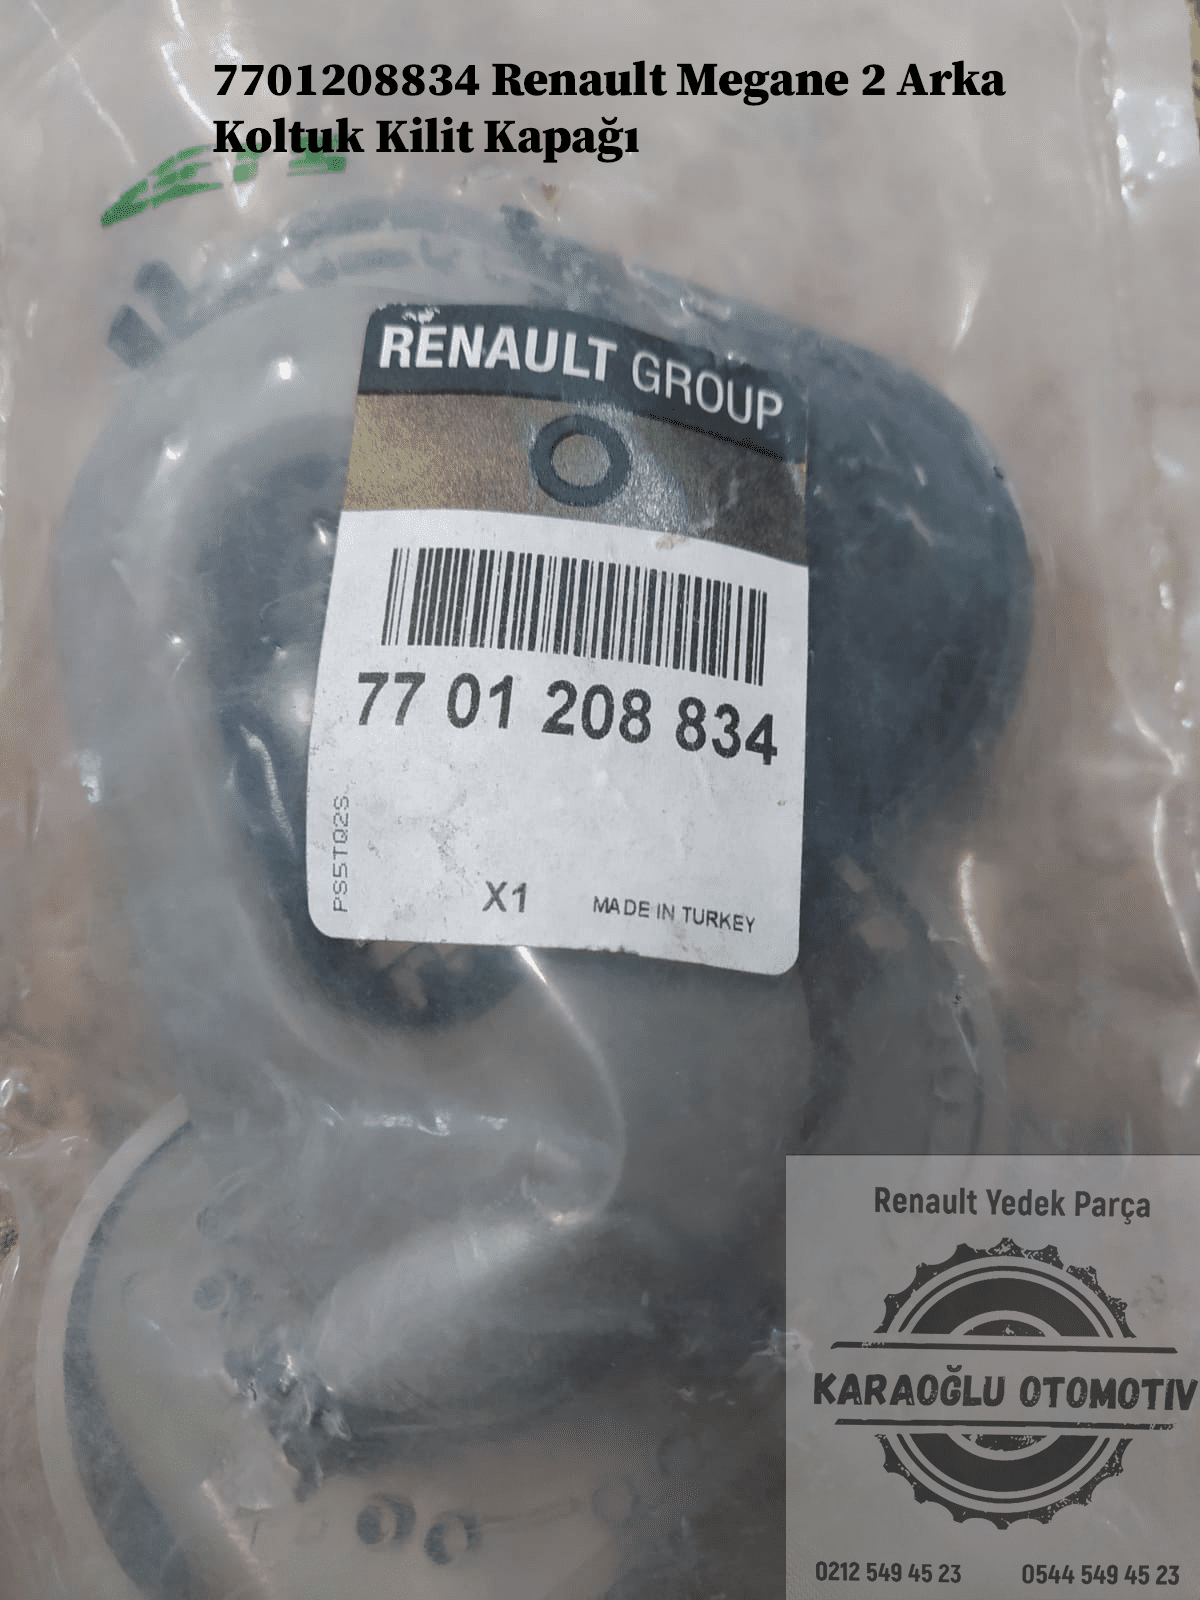 7701208834 Renault Megane 2 Arka
Koltuk Kilit Kapağı
RENAULT GROUP
77 01 208 834
PS5TQ2S
X1
MADE IN TURKEY
Renault Yedek Parça
KARAOĞLU OTOMOTIV
0212 549 45 23
0544 549 45 23